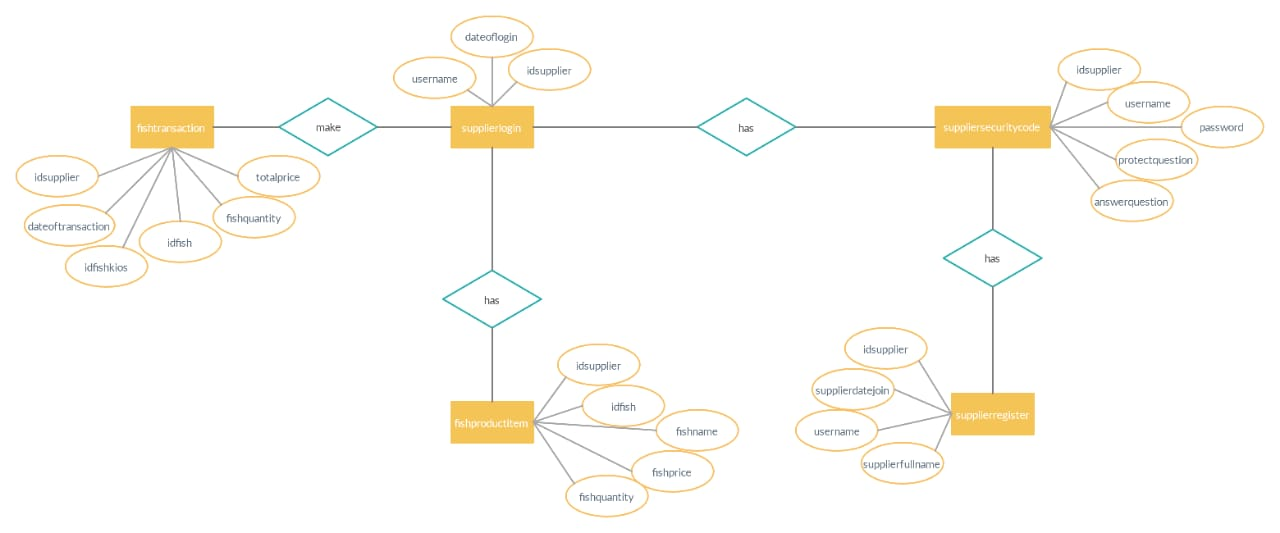 dateoflogin
username
idsupplier
fishtransaction
make
supplierlogin
has
suppliersecuritycode
idsupplier
username
password
protectquestion
answerquestion
idsupplier
dateoftransaction
idfishkios
idfish
fishquantity
totalprice
has
has
idsupplier
idfish
fishname
fishprice
fishquantity
fishproductitem
idsupplier
supplierdatejoin
username
supplierfullname
supplierregister